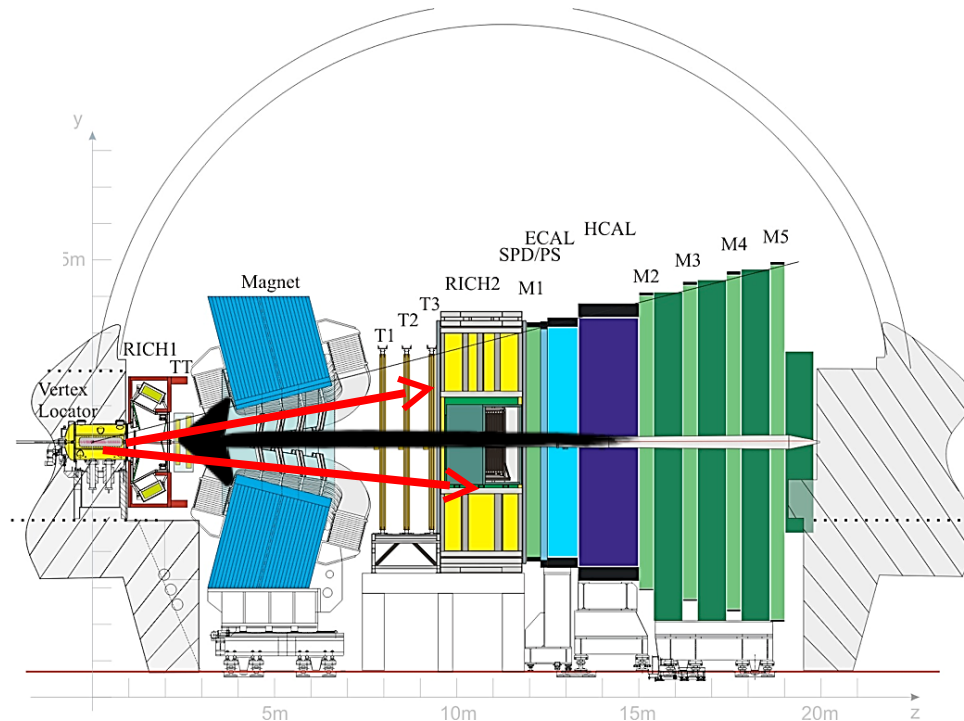 y
5m
HCAL
ECAL
SPD/PS
M5
M4
M3
M2
M1
RICH2
Magnet
T3
T2
T1
RICH1
TT
Vertex
Locator
5m
10m
15m
20m
z